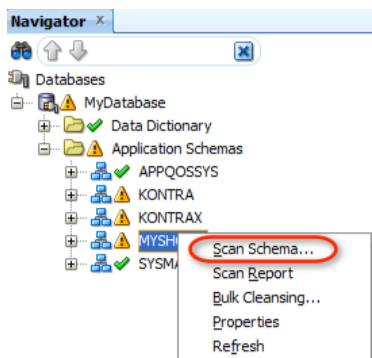 Navigator x
Databases
MyDatabase
Data Dictionary
Application Schemas
APPQOSSYS
KONTRA
KONTRAX
Scan Schema...
Scan Report
Bulk Cleansing...
Properties
Refresh